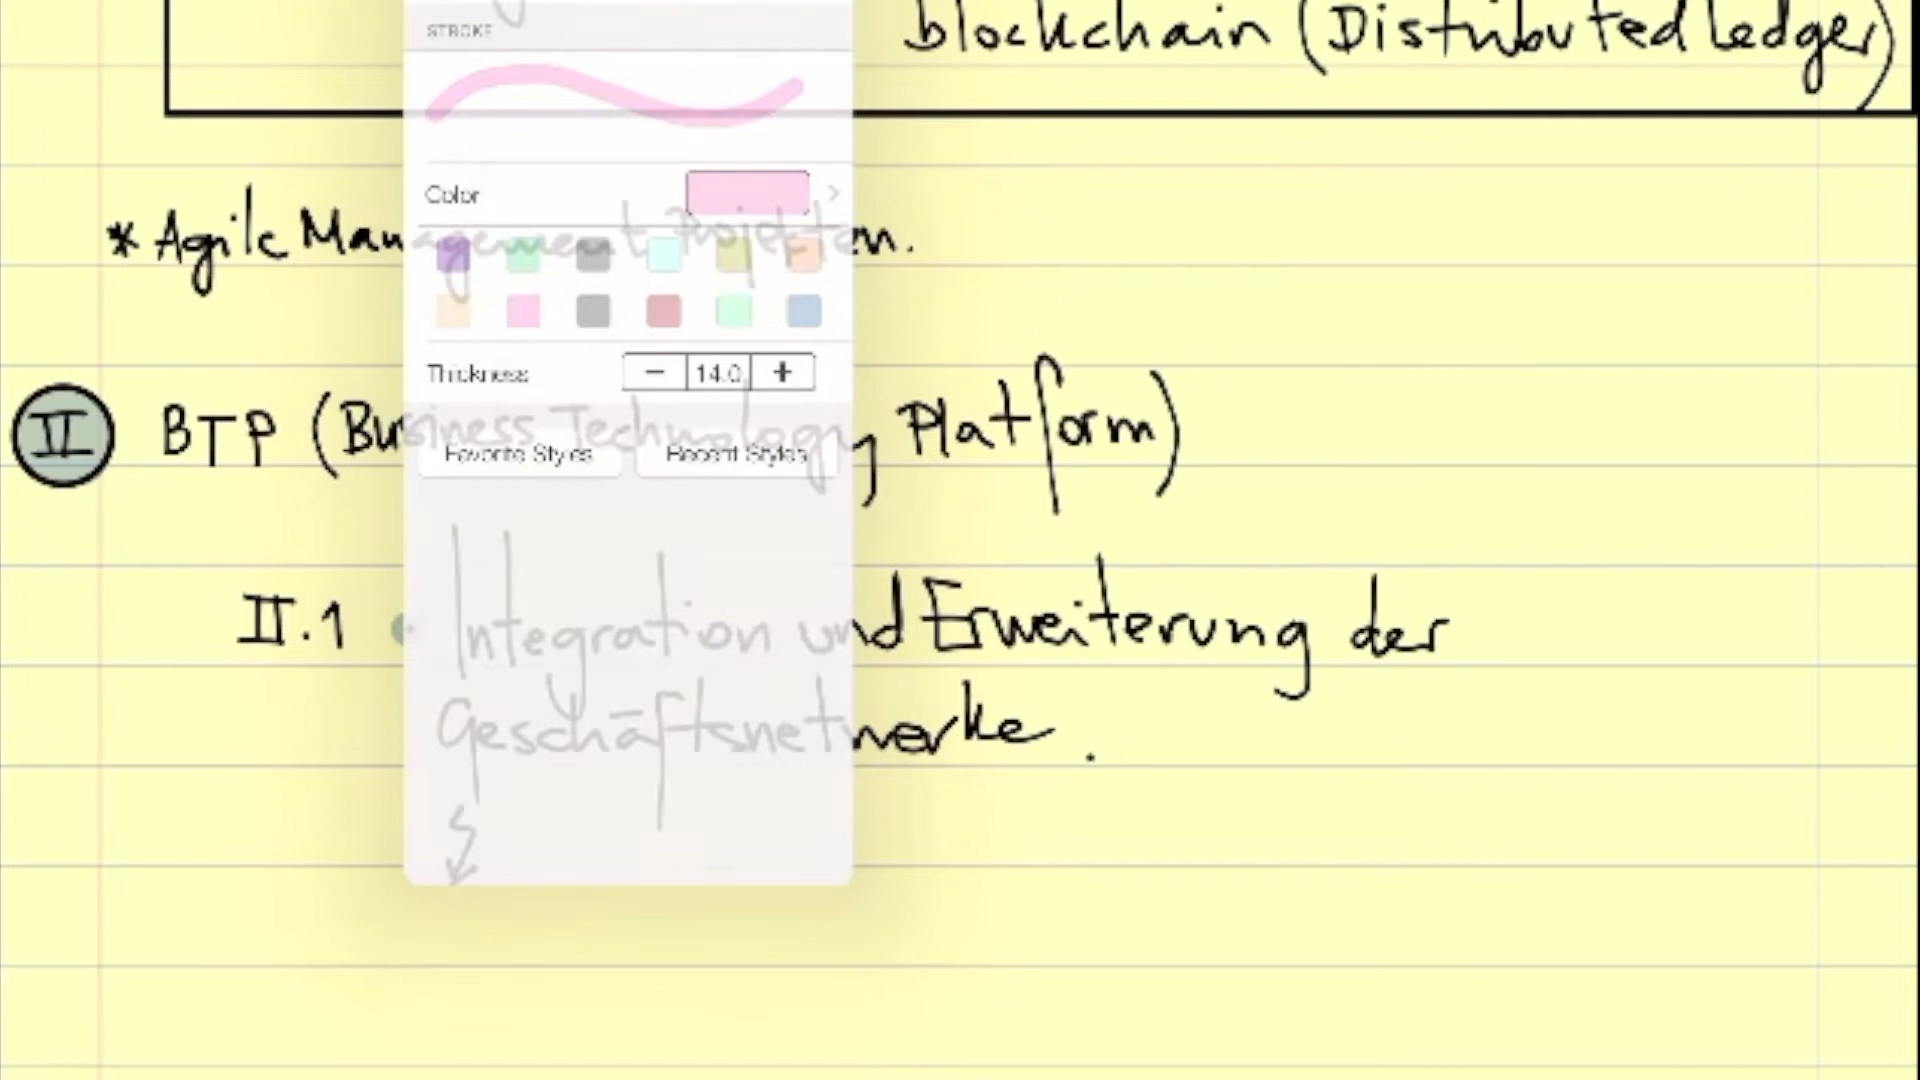 blockchain (Distributed ledger)
STROKE
Color
* Agile Management Projekten.
Thickness
14.0
II BTP (Business Technology Platform)
Favorite Styles
Recent Styles
II.1 Integration und Erweiterung der
Geschäftsnetwerke.